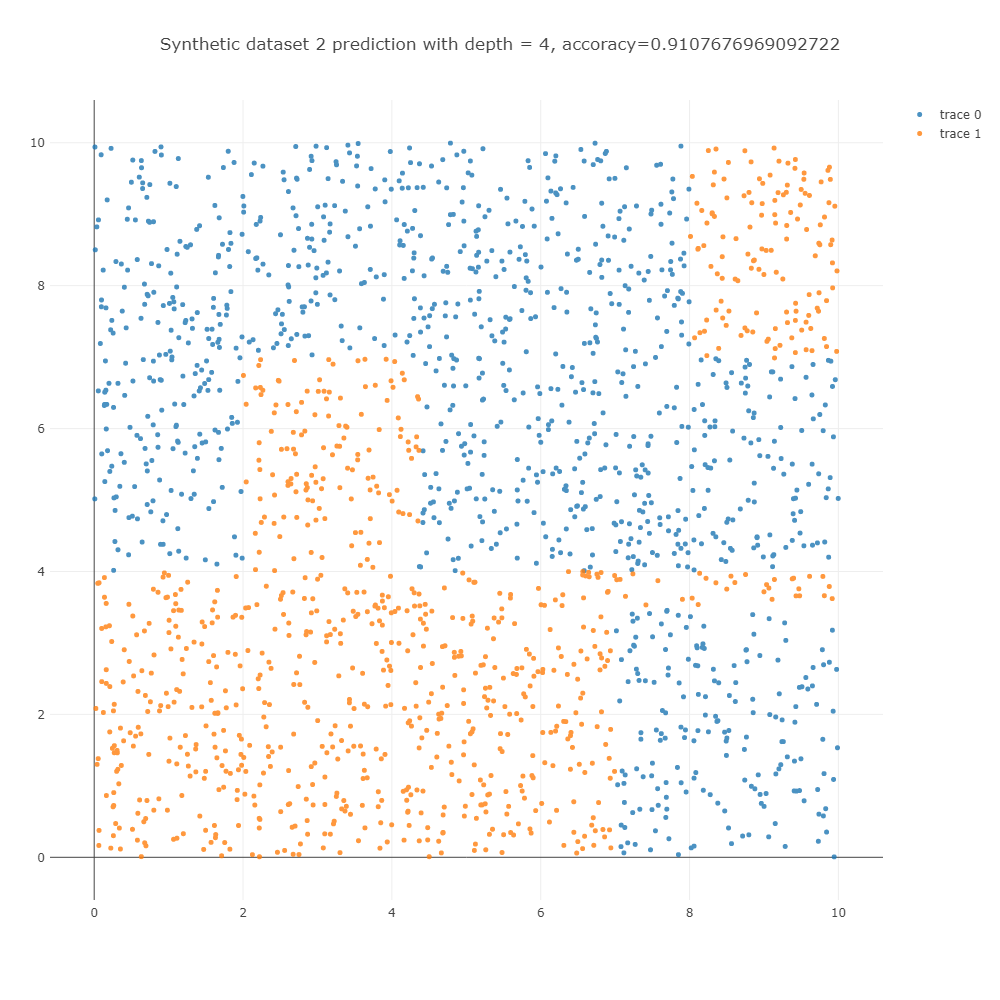 Synthetic dataset 2 prediction with depth = 4, accoracy=0.9107676969092722
trace 0
trace 1
10
8
6
4
2
0
0 2 4 6 8 10